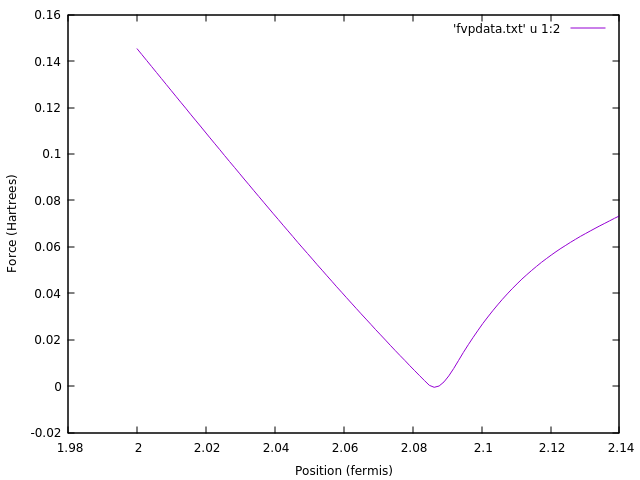 'fvpdata.txt' u 1:2
0.16
0.14
0.12
0.1
0.08
0.06
0.04
0.02
0
-0.02
Force (Hartrees)
1.98 2 2.02 2.04 2.06 2.08 2.1 2.12 2.14
Position (fermis)